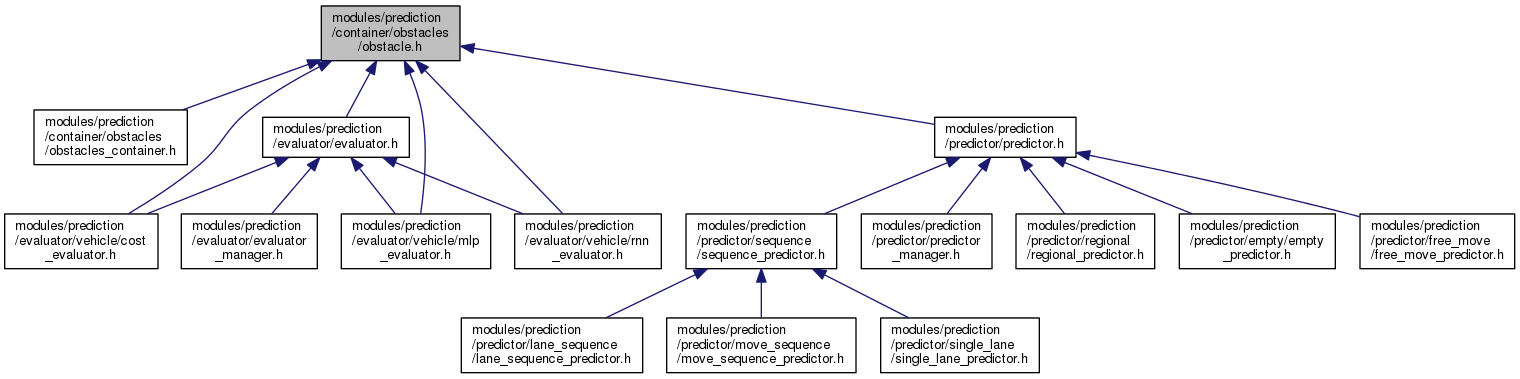 modules/prediction
/container/obstacles
/obstacle.h
modules/prediction
/container/obstacles
/obstacles_container.h
modules/prediction
/evaluator/evaluator.h
modules/prediction
/predictor/predictor.h
modules/prediction
/evaluator/vehicle/cost
_evaluator.h
modules/prediction
/evaluator/evaluator
_manager.h
modules/prediction
/evaluator/vehicle/mlp
_evaluator.h
modules/prediction
/evaluator/vehicle/rnn
_evaluator.h
modules/prediction
/predictor/sequence
/sequence_predictor.h
modules/prediction
/predictor/predictor
_manager.h
modules/prediction
/predictor/regional
/regional_predictor.h
modules/prediction
/predictor/empty/empty
_predictor.h
modules/prediction
/predictor/free_move
/free_move_predictor.h
modules/prediction
/predictor/lane_sequence
/lane_sequence_predictor.h
modules/prediction
/predictor/move_sequence
/move_sequence_predictor.h
modules/prediction
/predictor/single_lane
/single_lane_predictor.h